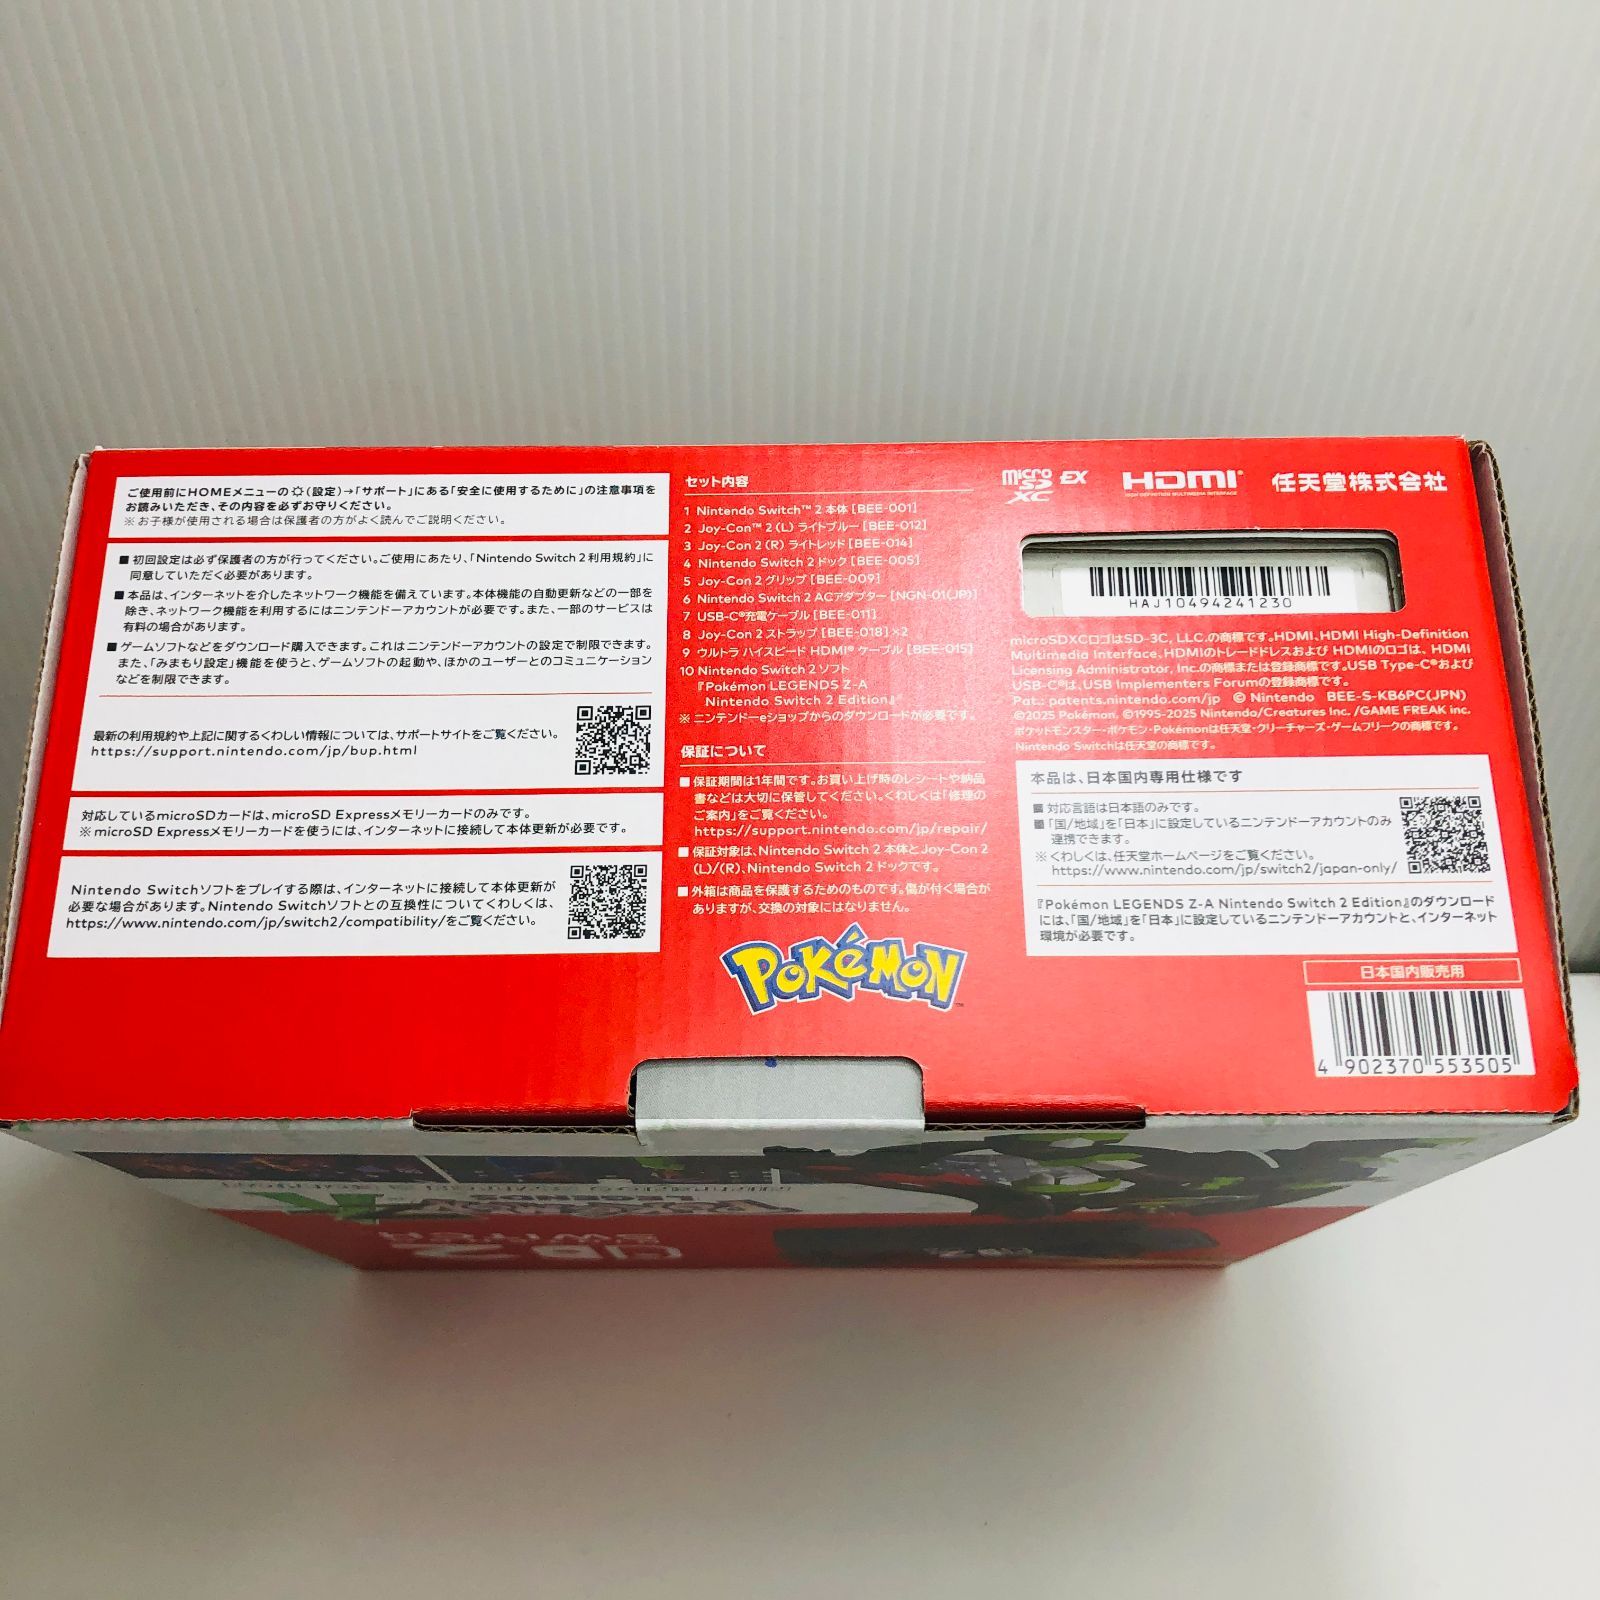 ご使用前にHOMEメニューの(設定)→「サポート」にある「安全に使用するために」の注意事項を
お読みいただき、その内容を必ずお守りください。
※お子様が使用される場合は保護者の方がよく読んでご説明ください。
■初回設定は必ず保護者の方が行ってください。ご使用にあたり、「Nintendo Switch 2 利用規約」に
同意していただく必要があります。
■本品は、インターネットを介したネットワーク機能を備えています。本体機能の自動更新などの一部を
除き、ネットワーク機能を利用するにはニンテンドーアカウントが必要です。また、一部のサービスは
有料の場合があります。
■ゲームソフトなどをダウンロード購入できます。これはニンテンドーアカウントの設定で制限できます。
また、「みまもり設定」機能を使うと、ゲームソフトの起動や、ほかのユーザーとのコミュニケーション
などを制限できます。
最新の利用規約や上記に関するくわしい情報については、サポートサイトをご覧ください。
https://support.nintendo.com/jp/bup.html
対応しているmicroSDカードは、microSD Expressメモリーカードのみです。
※microSD Expressメモリーカードを使うには、インターネットに接続して本体更新が必要です。
Nintendo Switchソフトをプレイする際は、インターネットに接続して本体更新が
必要な場合があります。Nintendo Switchソフトとの互換性についてくわしくは、
https://www.nintendo.com/jp/switch2/compatibility/をご覧ください。
セット内容
1 Nintendo Switch™ 2 本体 [BEE-001]
2 Joy-Con™ 2 (L) ライトブルー [BEE-012]
3 Joy-Con 2 (R) ライトレッド [BEE-014]
4 Nintendo Switch 2 ドック [BEE-005]
5 Joy-Con 2 グリップ [BEE-009]
6 Nintendo Switch 2 ACアダプター [NGN-01(JP)]
7 USB-C®充電ケーブル [BEE-011]
8 Joy-Con 2 ストラップ [BEE-018]×2
9 ウルトラ ハイスピード HDMI® ケーブル [BEE-015]
10 Nintendo Switch 2 ソフト
『Pokémon LEGENDS Z-A
Nintendo Switch 2 Edition』
※ニンテンドーeショップからのダウンロードが必要です。
保証について
■保証期間は1年間です。お買い上げ時のレシートや納品
書などは大切に保管してください。くわしくは「修理の
ご案内」をご覧ください。
https://support.nintendo.com/jp/repair/
■保証対象は、Nintendo Switch 2 本体とJoy-Con 2
(L)/(R)、Nintendo Switch 2 ドックです。
■外箱は商品を保護するためのものです。傷が付く場合が
ありますが、交換の対象にはなりません。
POKéMON™
microSD XC EX
HDMI®
HIGH-DEFINITION MULTIMEDIA INTERFACE
任天堂株式会社
HAJ10494241230
microSDXCロゴはSD-3C, LLC.の商標です。HDMI、HDMI High-Definition
Multimedia Interface、HDMIのトレードドレスおよび HDMIのロゴは、HDMI
Licensing Administrator, Inc.の商標または登録商標です。USB Type-C®および
USB-C®は、USB Implementers Forumの登録商標です。
Pat.: patents.nintendo.com/jp © Nintendo BEE-S-KB6PC(JPN)
©2025 Pokémon. ©1995-2025 Nintendo/Creatures Inc. /GAME FREAK inc.
ポケットモンスター・ポケモン・Pokémonは任天堂・クリーチャーズ・ゲームフリークの商標です。
Nintendo Switchは任天堂の商標です。
本品は、日本国内専用仕様です
■対応言語は日本語のみです。
■「国/地域」を「日本」に設定しているニンテンドーアカウントのみ
連携できます。
※くわしくは、任天堂ホームページをご覧ください。
https://www.nintendo.com/jp/switch2/japan-only/
『Pokémon LEGENDS Z-A Nintendo Switch 2 Edition』のダウンロード
には、「国/地域」を「日本」に設定しているニンテンドーアカウントと、インターネット
環境が必要です。
日本国内販売用
4 902370 553505